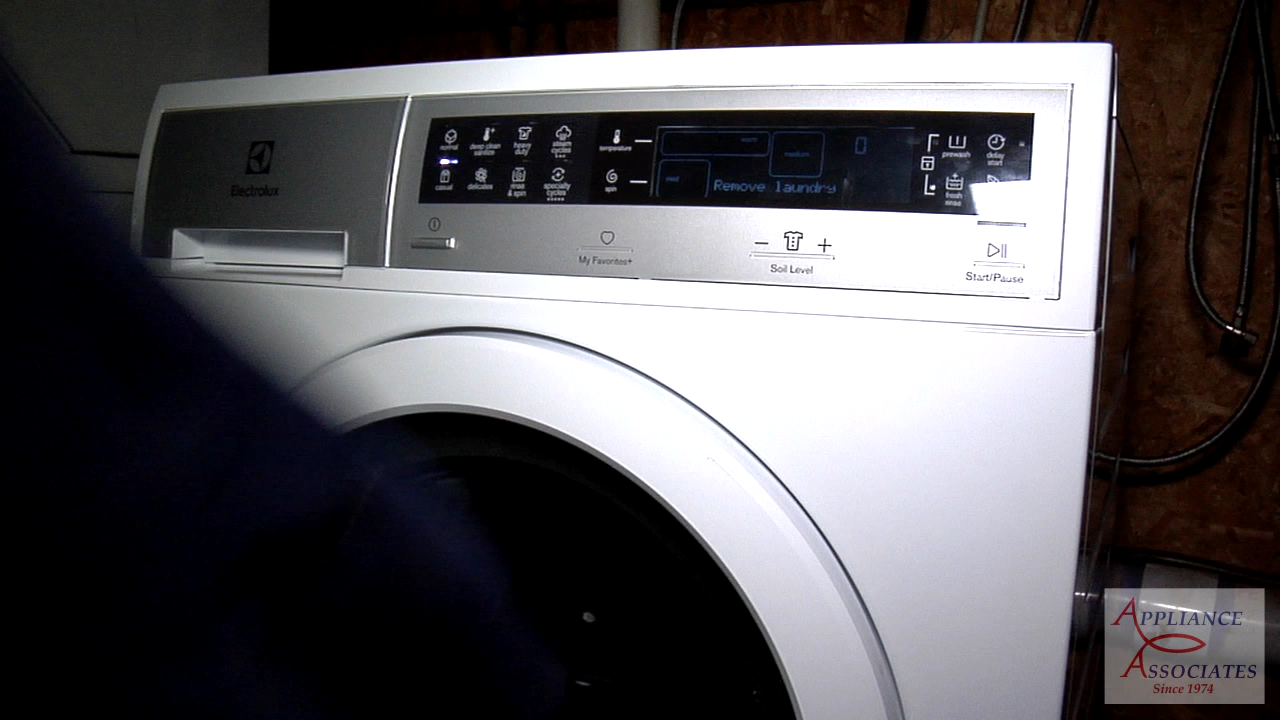 Electrolux
normal
deep clean
sanitize
heavy
duty
steam
cycles
casual
delicates
rinse
& spin
specialty
cycles
temperature
spin
warm
medium
med
0
Remove laundry
prewash
delay
start
fresh
rinse
My Favorites+
− +
Soil Level
Start/Pause
APPLIANCE
ASSOCIATES
Since 1974